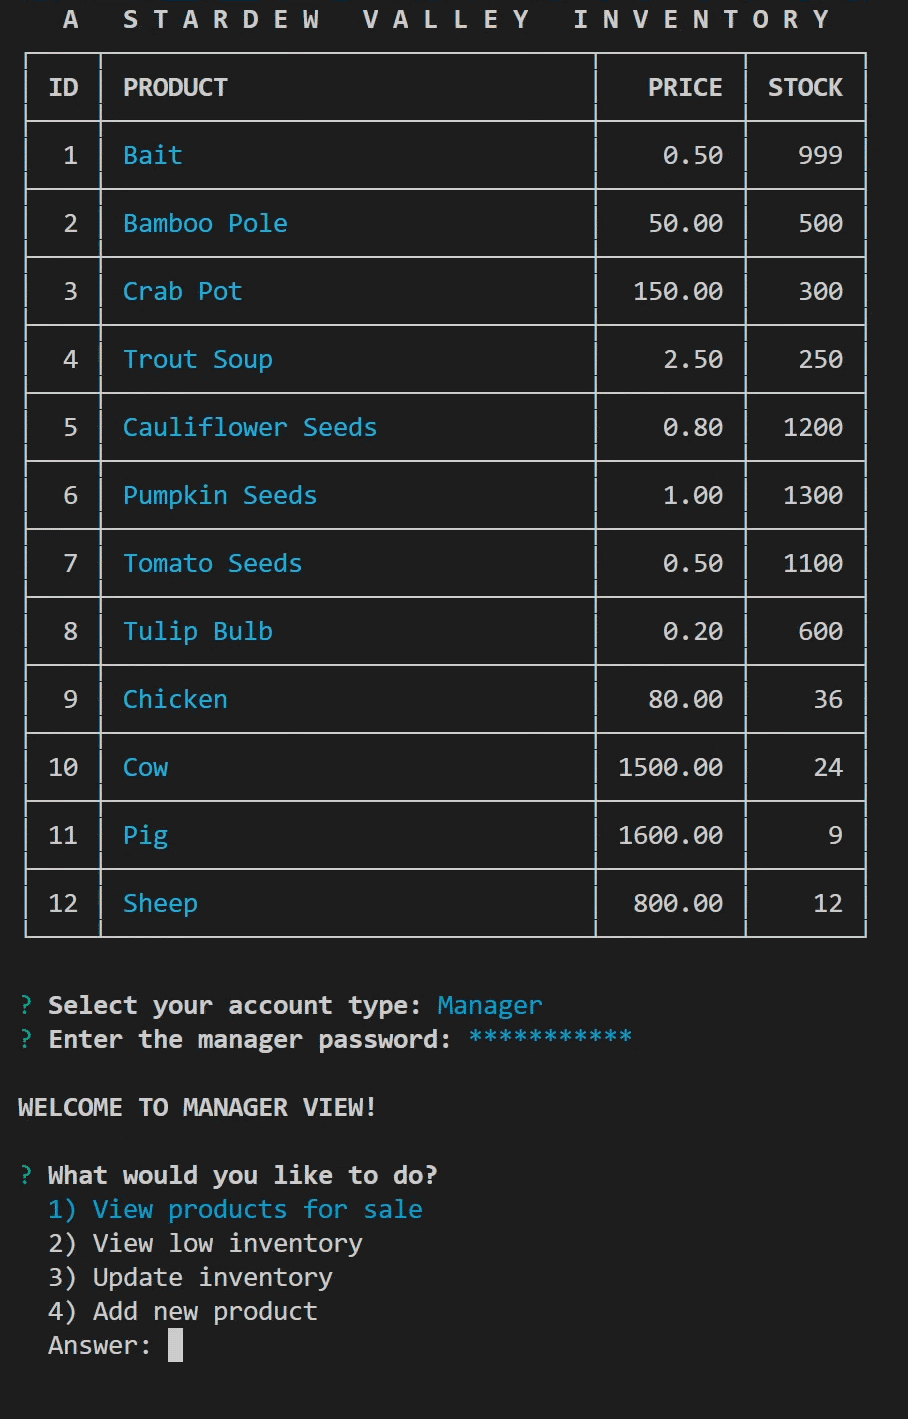 A STARDEW VALLEY INVENTORY
ID PRODUCT PRICE STOCK
1 Bait 0.50 999
2 Bamboo Pole 50.00 500
3 Crab Pot 150.00 300
4 Trout Soup 2.50 250
5 Cauliflower Seeds 0.80 1200
6 Pumpkin Seeds 1.00 1300
7 Tomato Seeds 0.50 1100
8 Tulip Bulb 0.20 600
9 Chicken 80.00 36
10 Cow 1500.00 24
11 Pig 1600.00 9
12 Sheep 800.00 12
? Select your account type: Manager
? Enter the manager password: ***********
WELCOME TO MANAGER VIEW!
? What would you like to do?
1) View products for sale
2) View low inventory
3) Update inventory
4) Add new product
Answer: